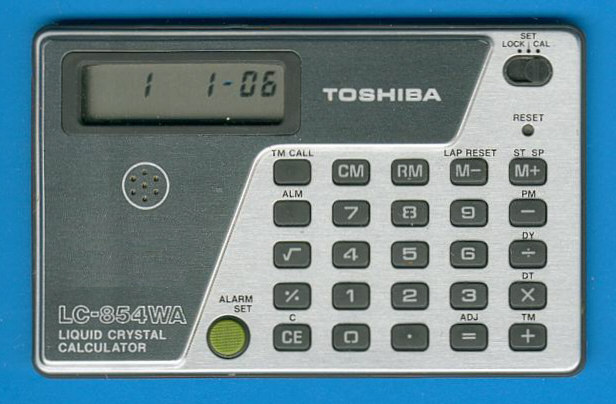 1 1-06
TOSHIBA
SET
LOCK CAL
RESET
TM CALL CM RM LAP RESET M− ST SP M+
ALM 7 8 9 PM −
√ 4 5 6 DY ÷
% 1 2 3 DT ×
ALARM SET C CE 0 . ADJ = TM +
LC-854WA
LIQUID CRYSTAL
CALCULATOR